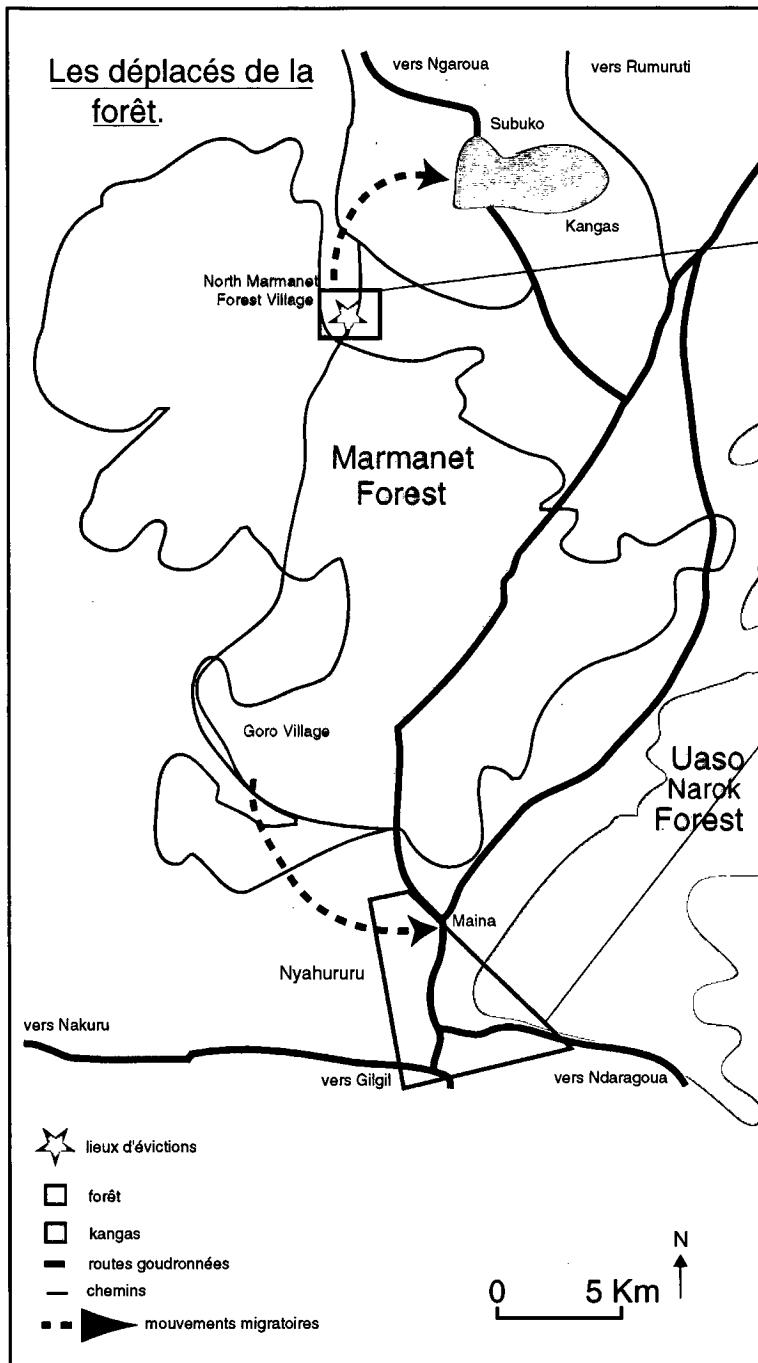 Les déplacés de la
forêt.
vers Ngaroua
vers Rumuruti
Subuko
Kangas
North Marmanet
Forest Village
Marmanet
Forest
Goro Village
Uaso
Narok
Forest
Maina
Nyahururu
vers Nakuru
vers Gilgil
vers Ndaragoua
lieux d'évictions
forêt
kangas
routes goudronnées
chemins
mouvements migratoires
N
0 5 Km